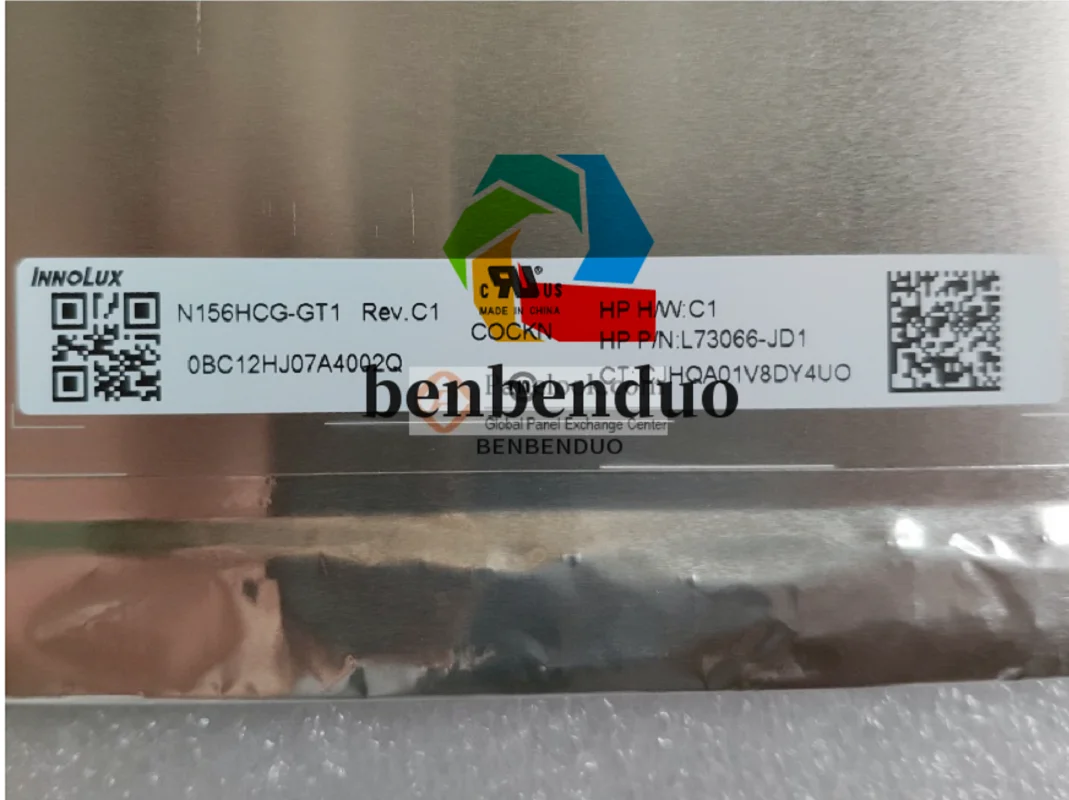 INNOLUX
N156HCG-GT1 Rev.C1
0BC12HJ07A4002Q
C US
MADE IN CHINA
COCKN
HP H/W:C1
HP P/N:L73066-JD1
benbenduo
Global Panel Exchange Center
BENBENDUO